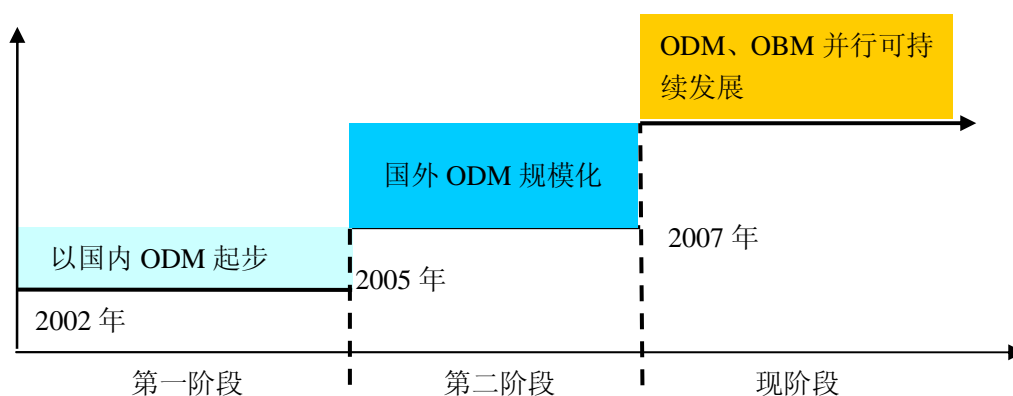 ODM、OBM 并行可持
续发展
国外 ODM 规模化
以国内 ODM 起步
2007 年
2005 年
2002 年
第一阶段
第二阶段
现阶段